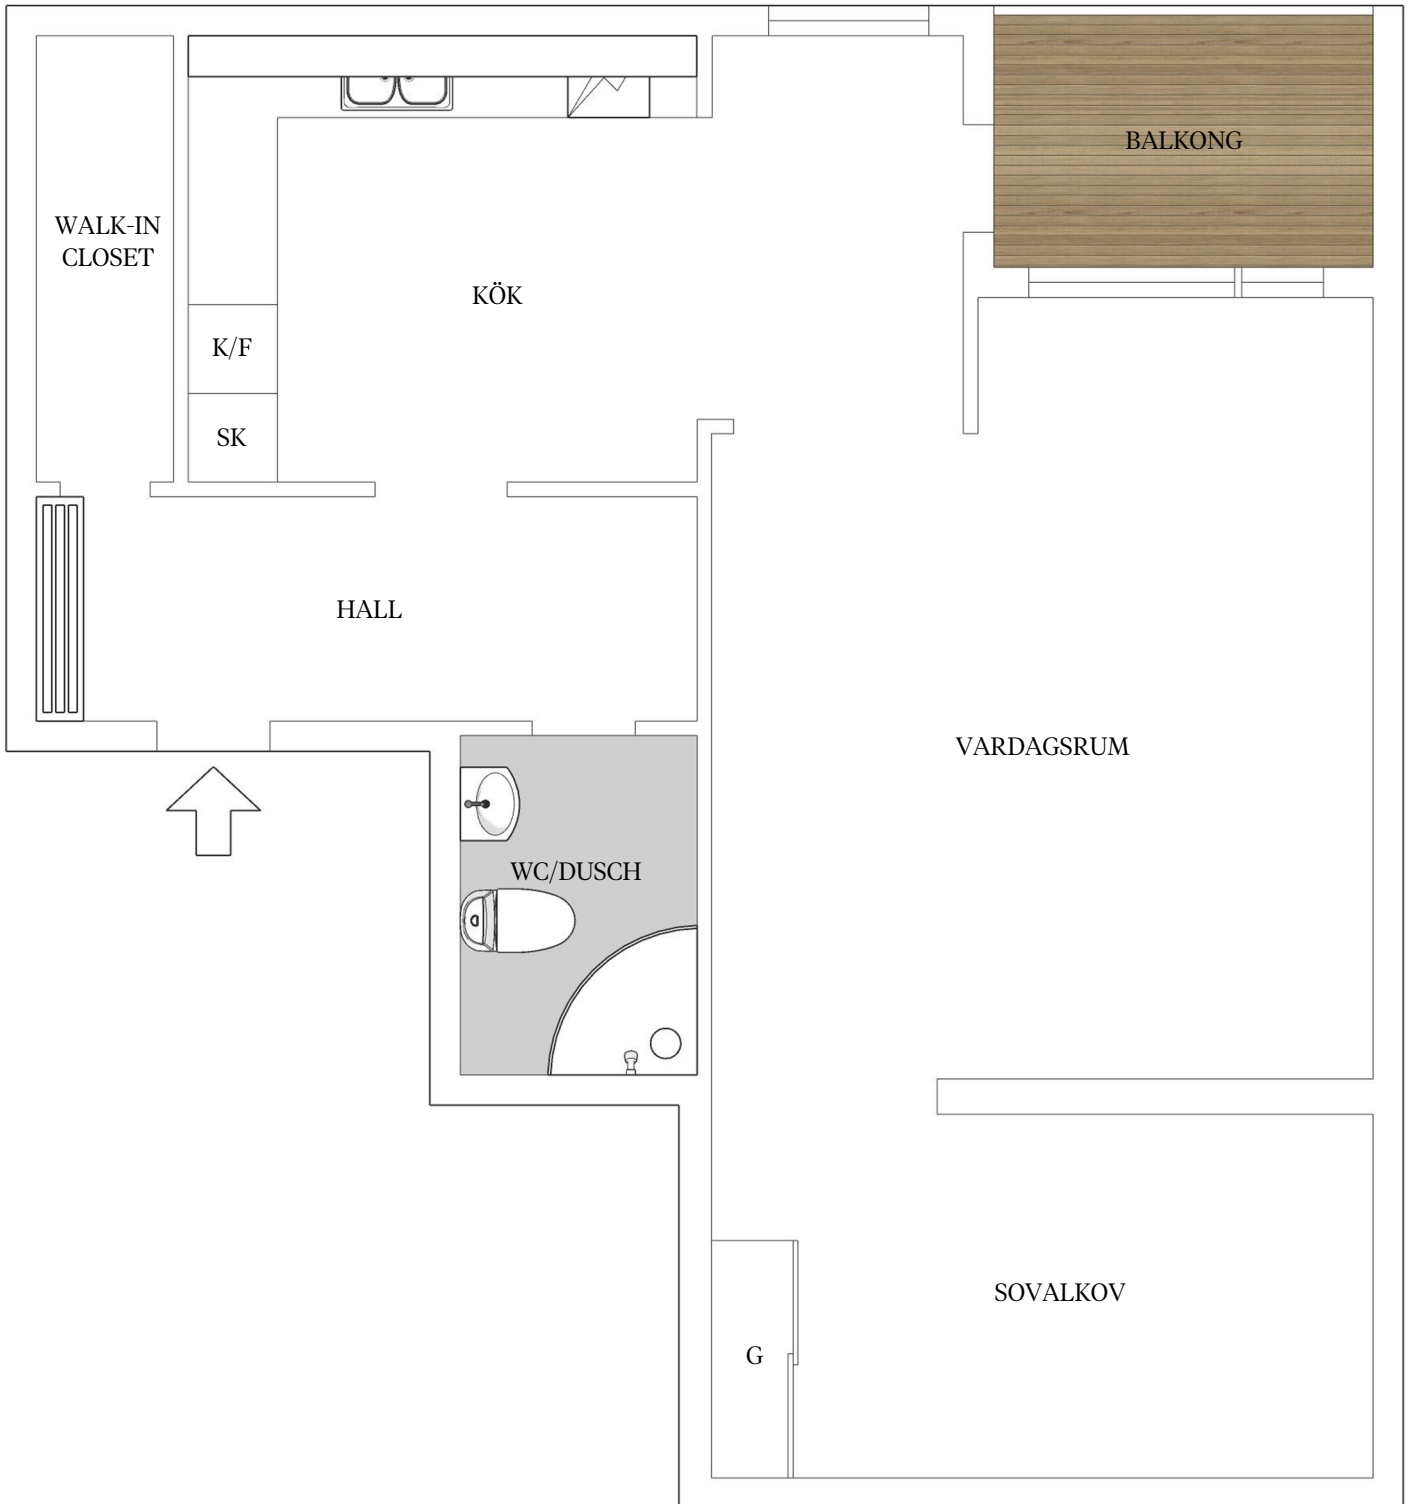 BALKONG
WALK-IN
CLOSET
KÖK
K/F
SK
HALL
VARDAGSRUM
WC/DUSCH
SOVALKOV
G